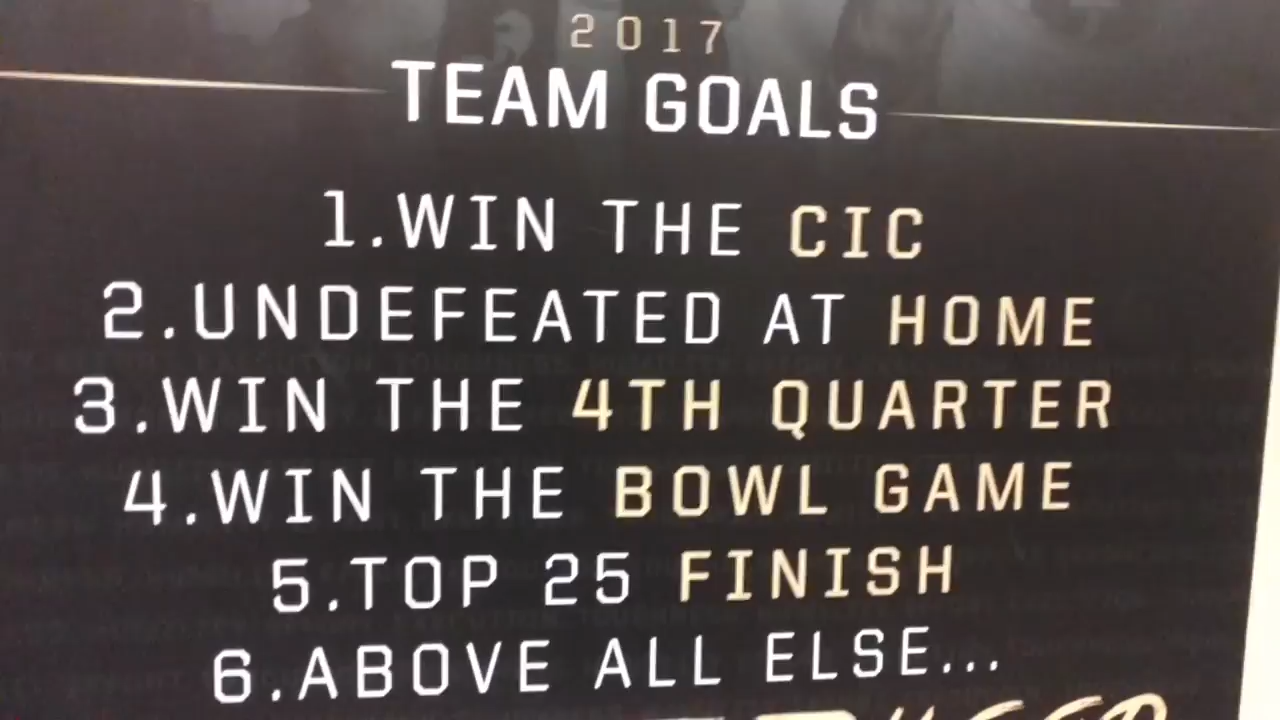 2017
TEAM GOALS
1.WIN THE CIC
2.UNDEFEATED AT HOME
3.WIN THE 4TH QUARTER
4.WIN THE BOWL GAME
5.TOP 25 FINISH
6.ABOVE ALL ELSE...